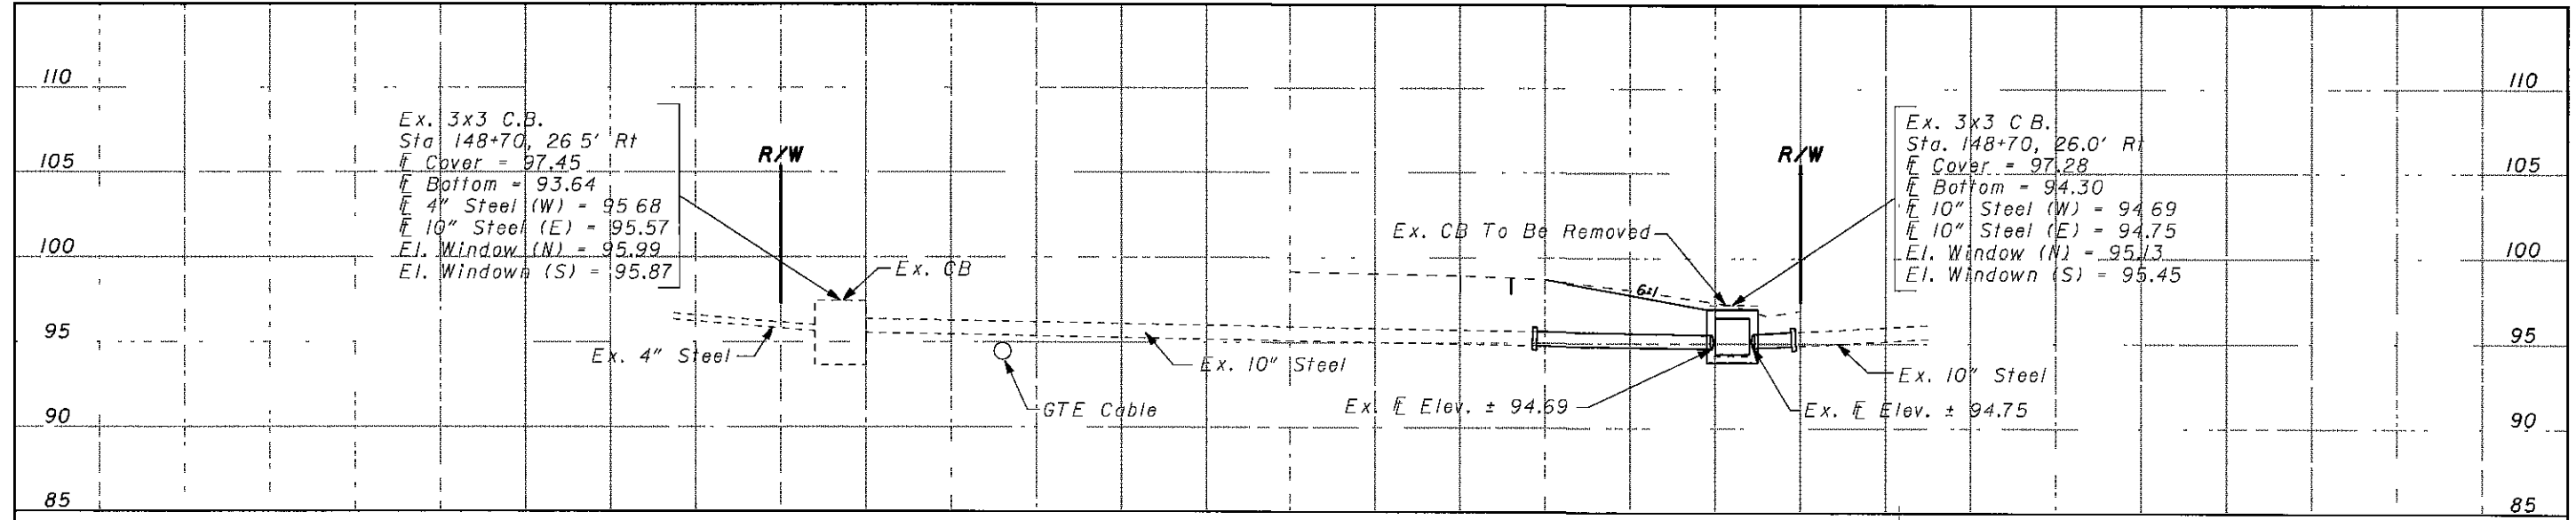 110
110
Ex. 3x3 C.B.
Sta 148+70, 26 5' Rt
℄ Cover = 97.45
℄ Bottom = 93.64
℄ 4" Steel (W) = 95 68
℄ 10" Steel (E) = 95.57
El. Window (N) = 95.99
El. Windown (S) = 95.87
Ex. 3x3 C B.
Sta. 148+70, 26.0' Rt
℄ Cover = 97.28
℄ Bottom = 94.30
℄ 10" Steel (W) = 94 69
℄ 10" Steel (E) = 94.75
El. Window (N) = 95.13
El. Windown (S) = 95.45
105
R/W
R/W
105
Ex. CB To Be Removed
100
100
Ex. CB
T
6±1
95
95
Ex. 4" Steel
Ex. 10" Steel
Ex. 10" Steel
GTE Cable
Ex. ℄ Elev. ± 94.69
Ex. ℄ Elev. ± 94.75
90
90
85
85